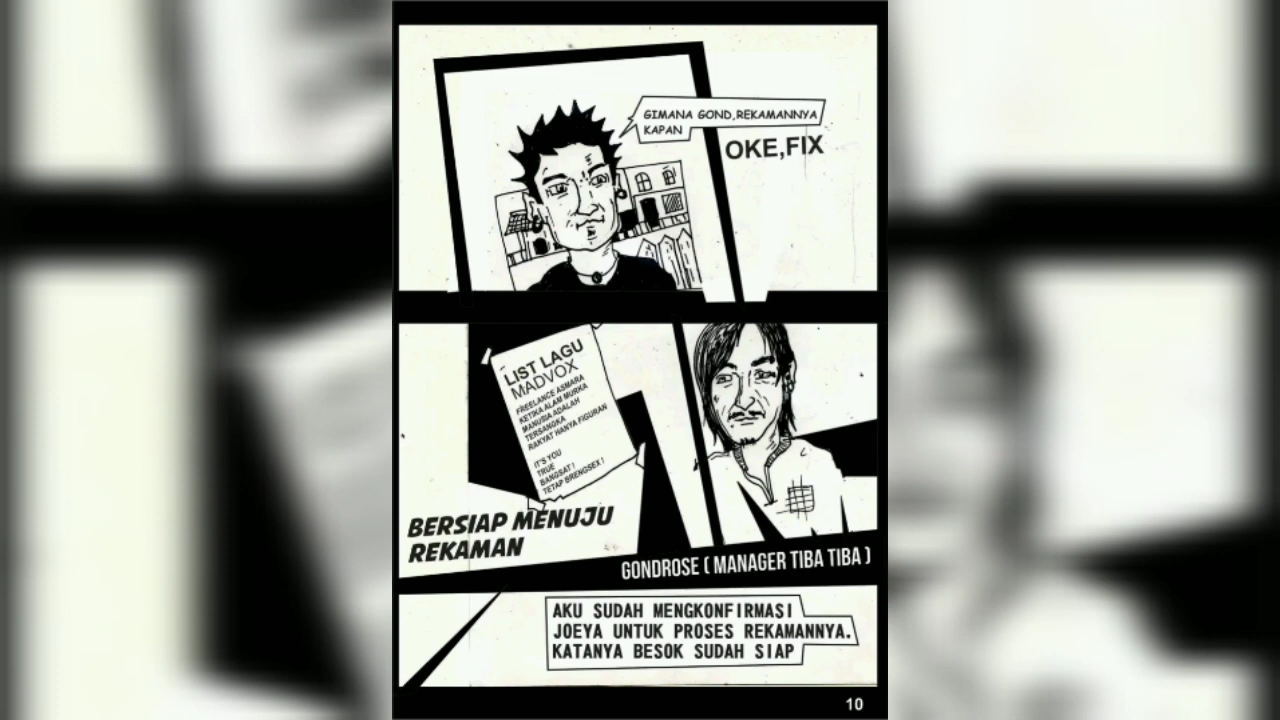 GIMANA GOND,REKAMANNYA
KAPAN
OKE,FIX
LIST LAGU
MADVOX
FREELANCE ASMARA
KETIKA ALAM MURKA
MANUSIA ADALAH
TERSANGKA
RAKYAT HANYA FIGURAN
IT'S YOU
TRUE
BANGSAT!
TETAP BRENGSEX!
BERSIAP MENUJU
REKAMAN
GONDROSE ( MANAGER TIBA TIBA )
AKU SUDAH MENGKONFIRMASI
JOEYA UNTUK PROSES REKAMANNYA.
KATANYA BESOK SUDAH SIAP
10